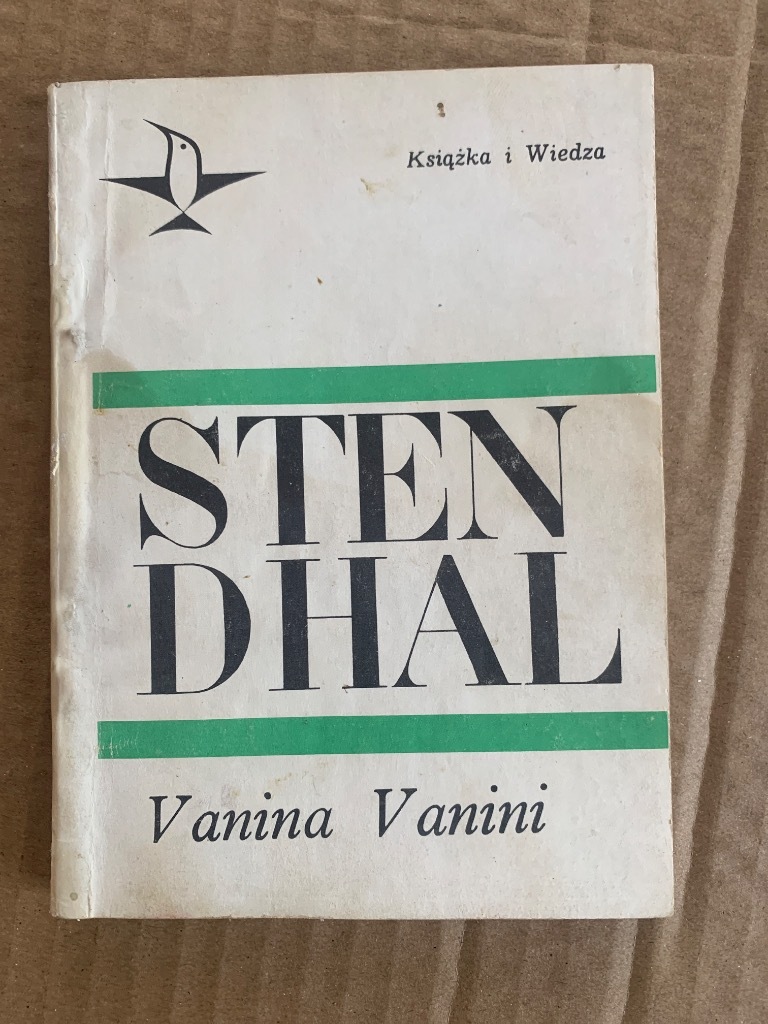 Książka i Wiedza
STEN
DHAL
Vanina Vanini